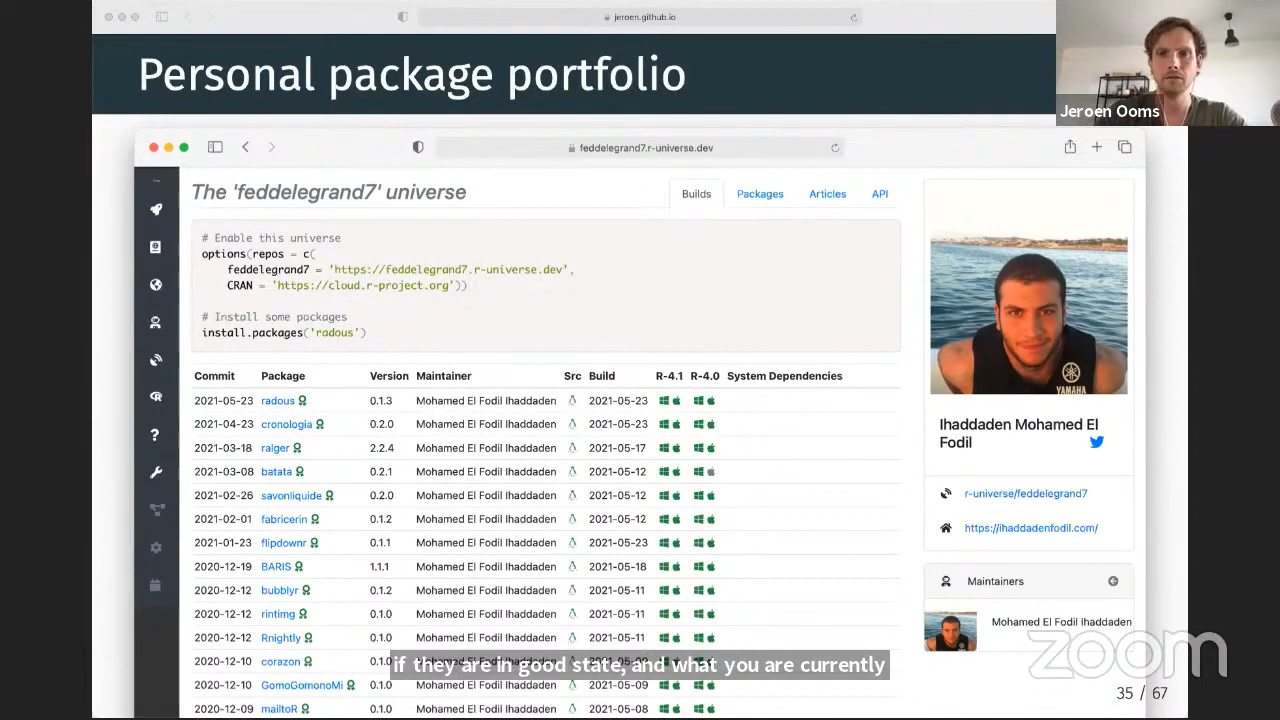 jeroen.github.io
Personal package portfolio
Jeroen Ooms
feddelegrand7.r-universe.dev
The 'feddelegrand7' universe
Builds Packages Articles API
# Enable this universe
options(repos = c(
feddelegrand7 = 'https://feddelegrand7.r-universe.dev',
CRAN = 'https://cloud.r-project.org'))
# Install some packages
install.packages('radous')
Commit Package Version Maintainer Src Build R-4.1 R-4.0 System Dependencies
2021-05-23 radous 0.1.3 Mohamed El Fodil Ihaddaden 2021-05-23
2021-04-23 cronologia 0.2.0 Mohamed El Fodil Ihaddaden 2021-05-23
2021-03-18 ralger 2.2.4 Mohamed El Fodil Ihaddaden 2021-05-17
2021-03-08 batata 0.2.1 Mohamed El Fodil Ihaddaden 2021-05-12
2021-02-26 savonliquide 0.2.0 Mohamed El Fodil Ihaddaden 2021-05-12
2021-02-01 fabricerin 0.1.2 Mohamed El Fodil Ihaddaden 2021-05-12
2021-01-23 flipdownr 0.1.1 Mohamed El Fodil Ihaddaden 2021-05-23
2020-12-19 BARIS 1.1.1 Mohamed El Fodil Ihaddaden 2021-05-18
2020-12-12 bubblyr 0.1.2 Mohamed El Fodil Ihaddaden 2021-05-11
2020-12-12 rintimg 0.1.0 Mohamed El Fodil Ihaddaden 2021-05-11
2020-12-12 Rnightly 0.1.0 Mohamed El Fodil Ihaddaden 2021-05-11
2020-12-10 corazon 0.1.0
2020-12-10 GomoGomonoMi 0.1.0 Mohamed El Fodil Ihaddaden 2021-05-09
2020-12-09 mailtoR 0.1.0 Mohamed El Fodil Ihaddaden 2021-05-08
YAMAHA
Ihaddaden Mohamed El
Fodil
r-universe/feddelegrand7
https://ihaddadenfodil.com/
Maintainers
Mohamed El Fodil Ihaddaden
if they are in good state, and what you are currently
zoom
35 / 67